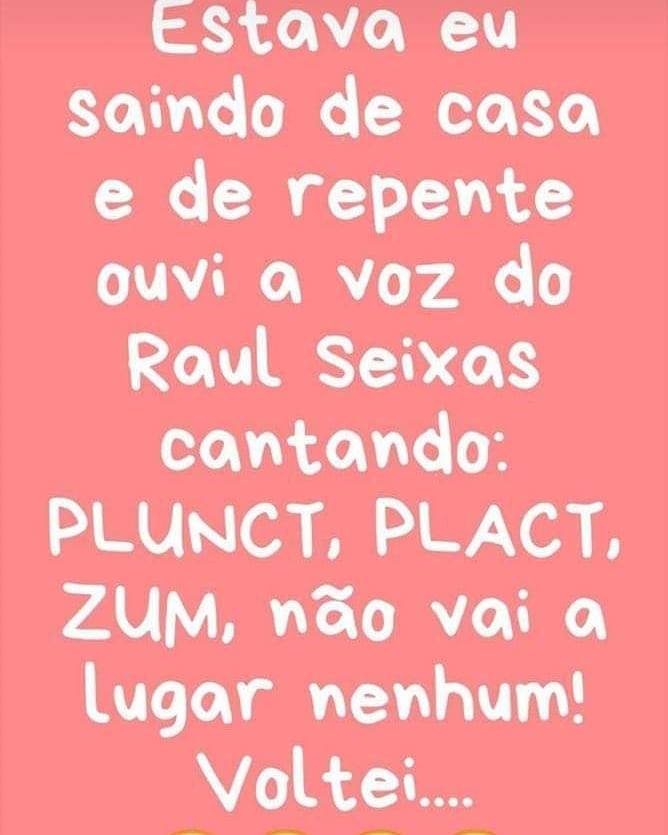 Estava eu
saindo de casa
e de repente
ouvi a voz do
Raul Seixas
cantando:
PLUNCT, PLACT,
ZUM, não vai a
lugar nenhum!
Voltei....